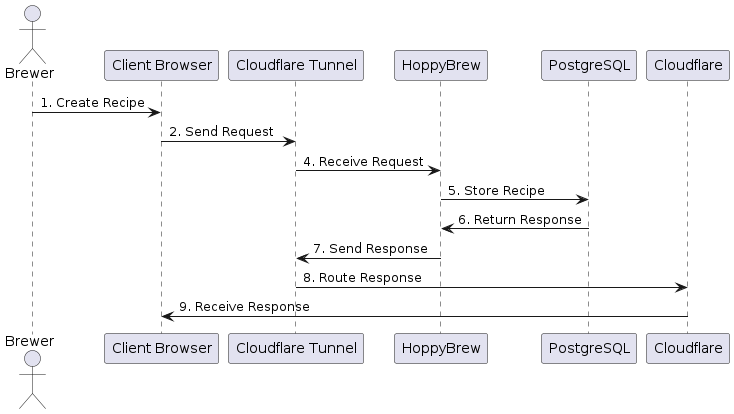 Brewer
Client Browser
Cloudflare Tunnel
HoppyBrew
PostgreSQL
Cloudflare
1. Create Recipe
2. Send Request
4. Receive Request
5. Store Recipe
6. Return Response
7. Send Response
8. Route Response
9. Receive Response
Brewer
Client Browser
Cloudflare Tunnel
HoppyBrew
PostgreSQL
Cloudflare